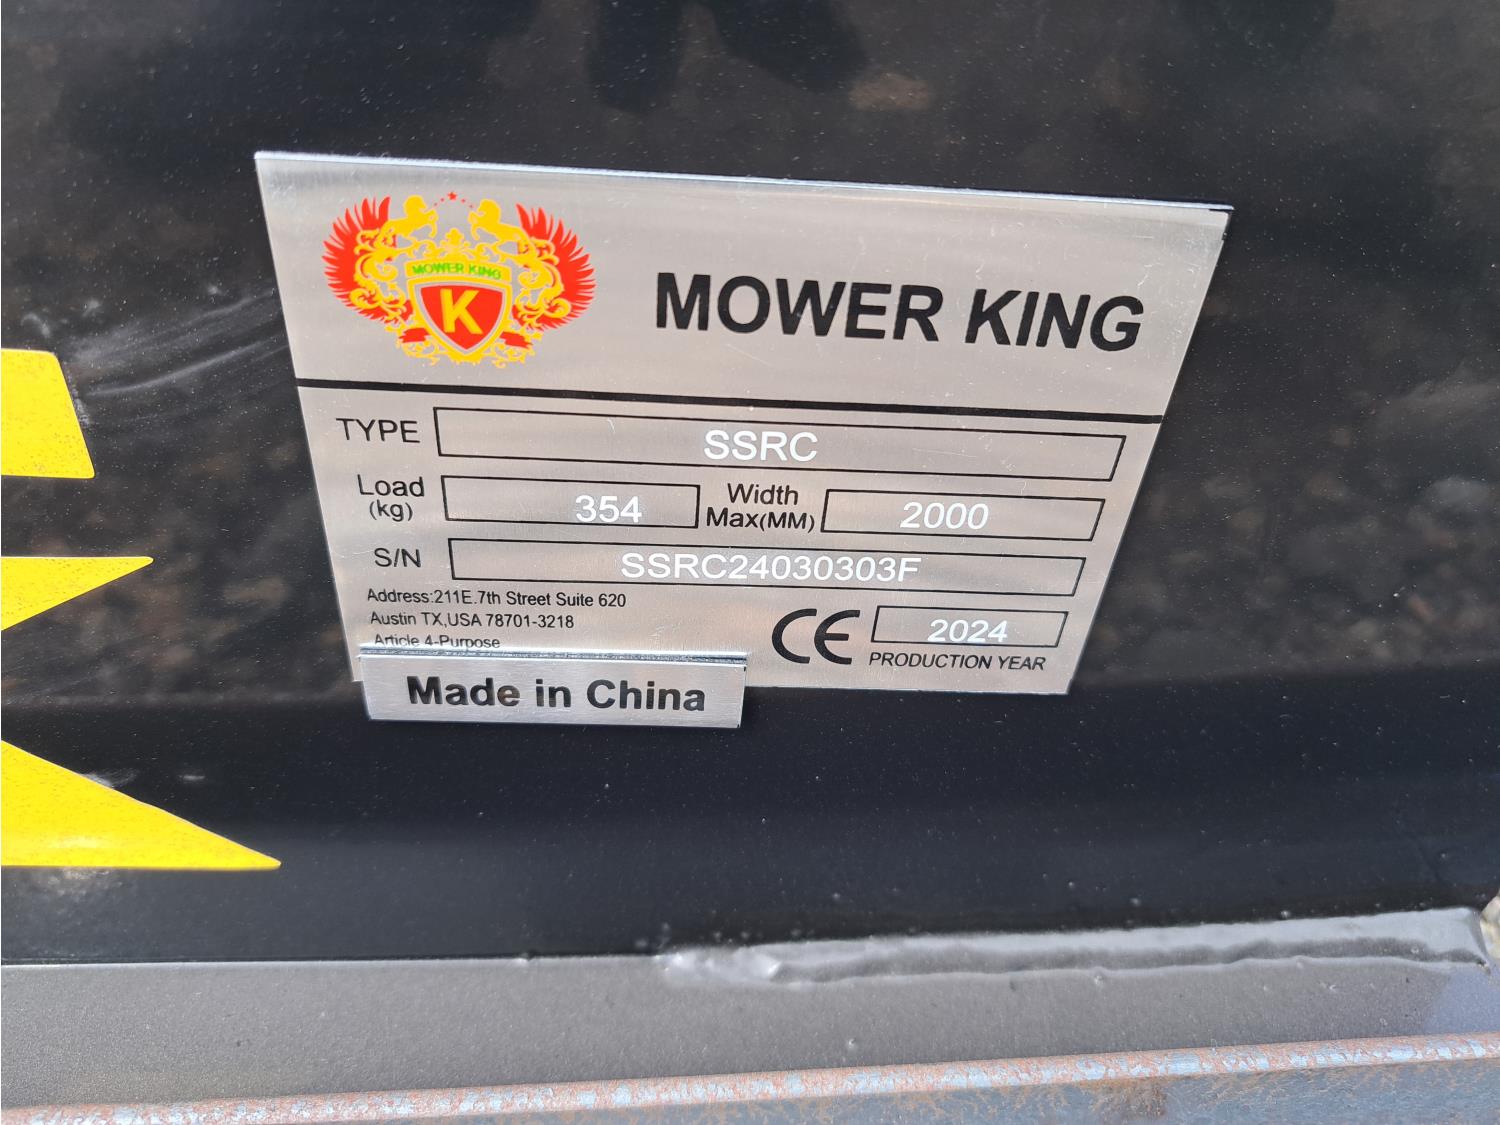 MOWER KING
K
MOWER KING
TYPE SSRC
Load (kg) 354 Width Max(MM) 2000
S/N SSRC24030303F
Address:211E.7th Street Suite 620
Austin TX,USA 78701-3218
Article 4-Purpose
CE 2024
PRODUCTION YEAR
Made in China